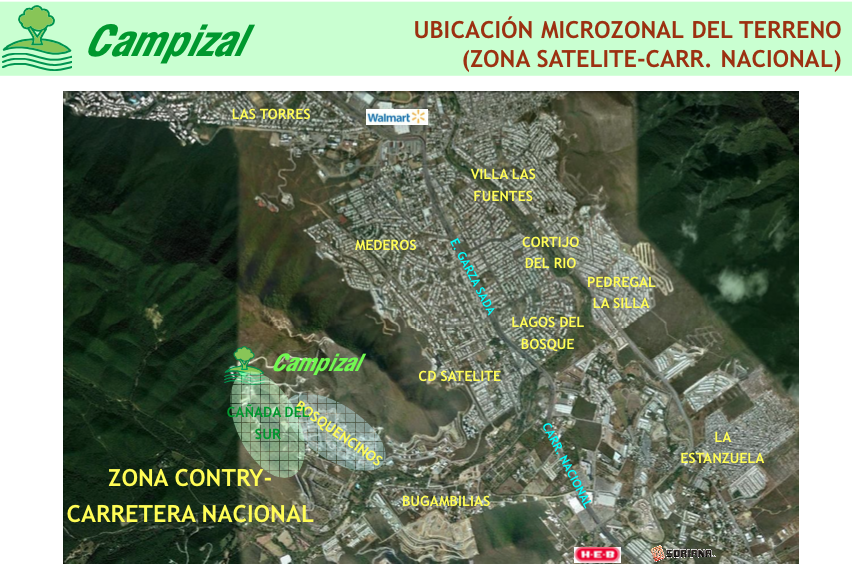 Campizal
UBICACIÓN MICROZONAL DEL TERRENO
(ZONA SATELITE-CARR. NACIONAL)
LAS TORRES
Walmart
VILLA LAS
FUENTES
MEDEROS
E. GARZA SADA
CORTIJO
DEL RIO
PEDREGAL
LA SILLA
LAGOS DEL
BOSQUE
Campizal
CD SATELITE
CAÑADA DEL
SUR
BOSQUENCINOS
CARR. NACIONAL
LA
ESTANZUELA
ZONA CONTRY-
CARRETERA NACIONAL
BUGAMBILIAS
H-E-B
SORIANA